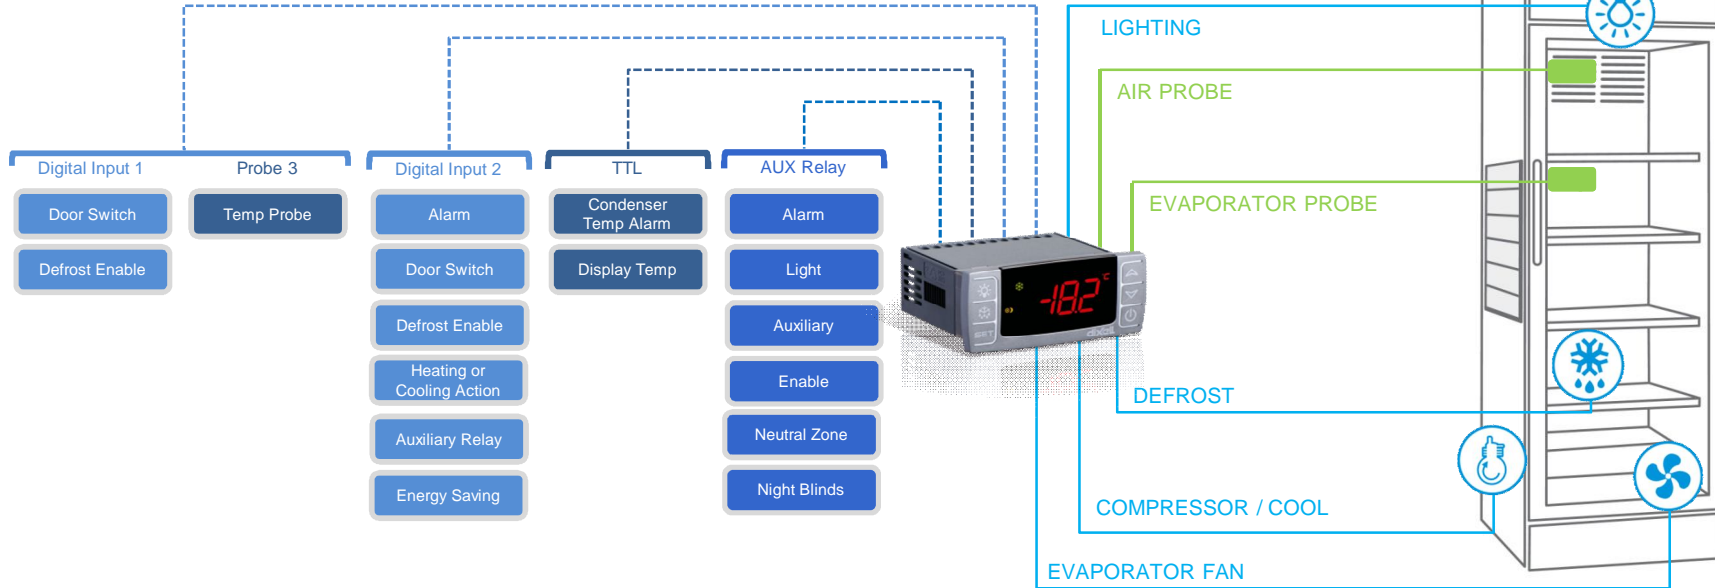 LIGHTING
AIR PROBE
EVAPORATOR PROBE
Digital Input 1
Probe 3
Digital Input 2
TTL
AUX Relay
Door Switch
Temp Probe
Alarm
Condenser
Temp Alarm
Alarm
Defrost Enable
Door Switch
Display Temp
Light
Defrost Enable
Auxiliary
Heating or
Cooling Action
Enable
Auxiliary Relay
Neutral Zone
Energy Saving
Night Blinds
-18.2 °C
SET
dixell
DEFROST
COMPRESSOR / COOL
EVAPORATOR FAN